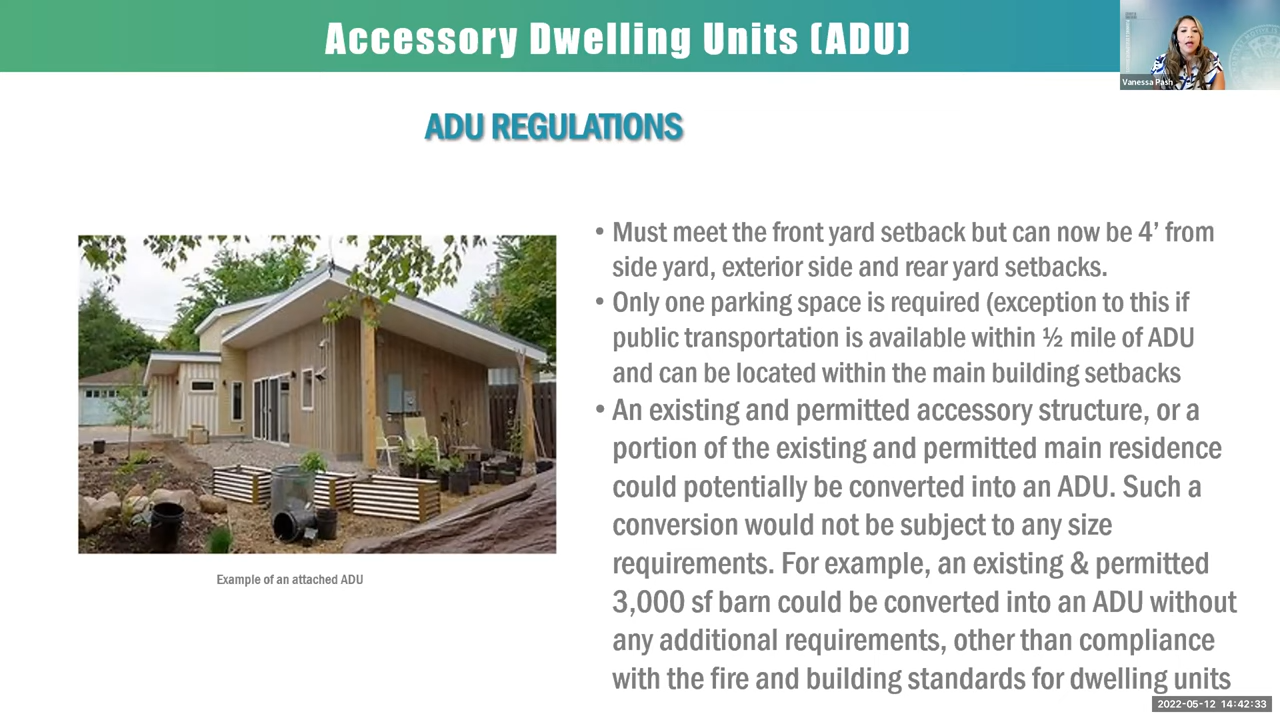 Accessory Dwelling Units (ADU)
Vanessa Pash
ADU REGULATIONS
• Must meet the front yard setback but can now be 4’ from
side yard, exterior side and rear yard setbacks.
• Only one parking space is required (exception to this if
public transportation is available within ½ mile of ADU
and can be located within the main building setbacks
• An existing and permitted accessory structure, or a
portion of the existing and permitted main residence
could potentially be converted into an ADU. Such a
conversion would not be subject to any size
requirements. For example, an existing & permitted
3,000 sf barn could be converted into an ADU without
any additional requirements, other than compliance
with the fire and building standards for dwelling units
Example of an attached ADU
2022-05-12 14:42:33